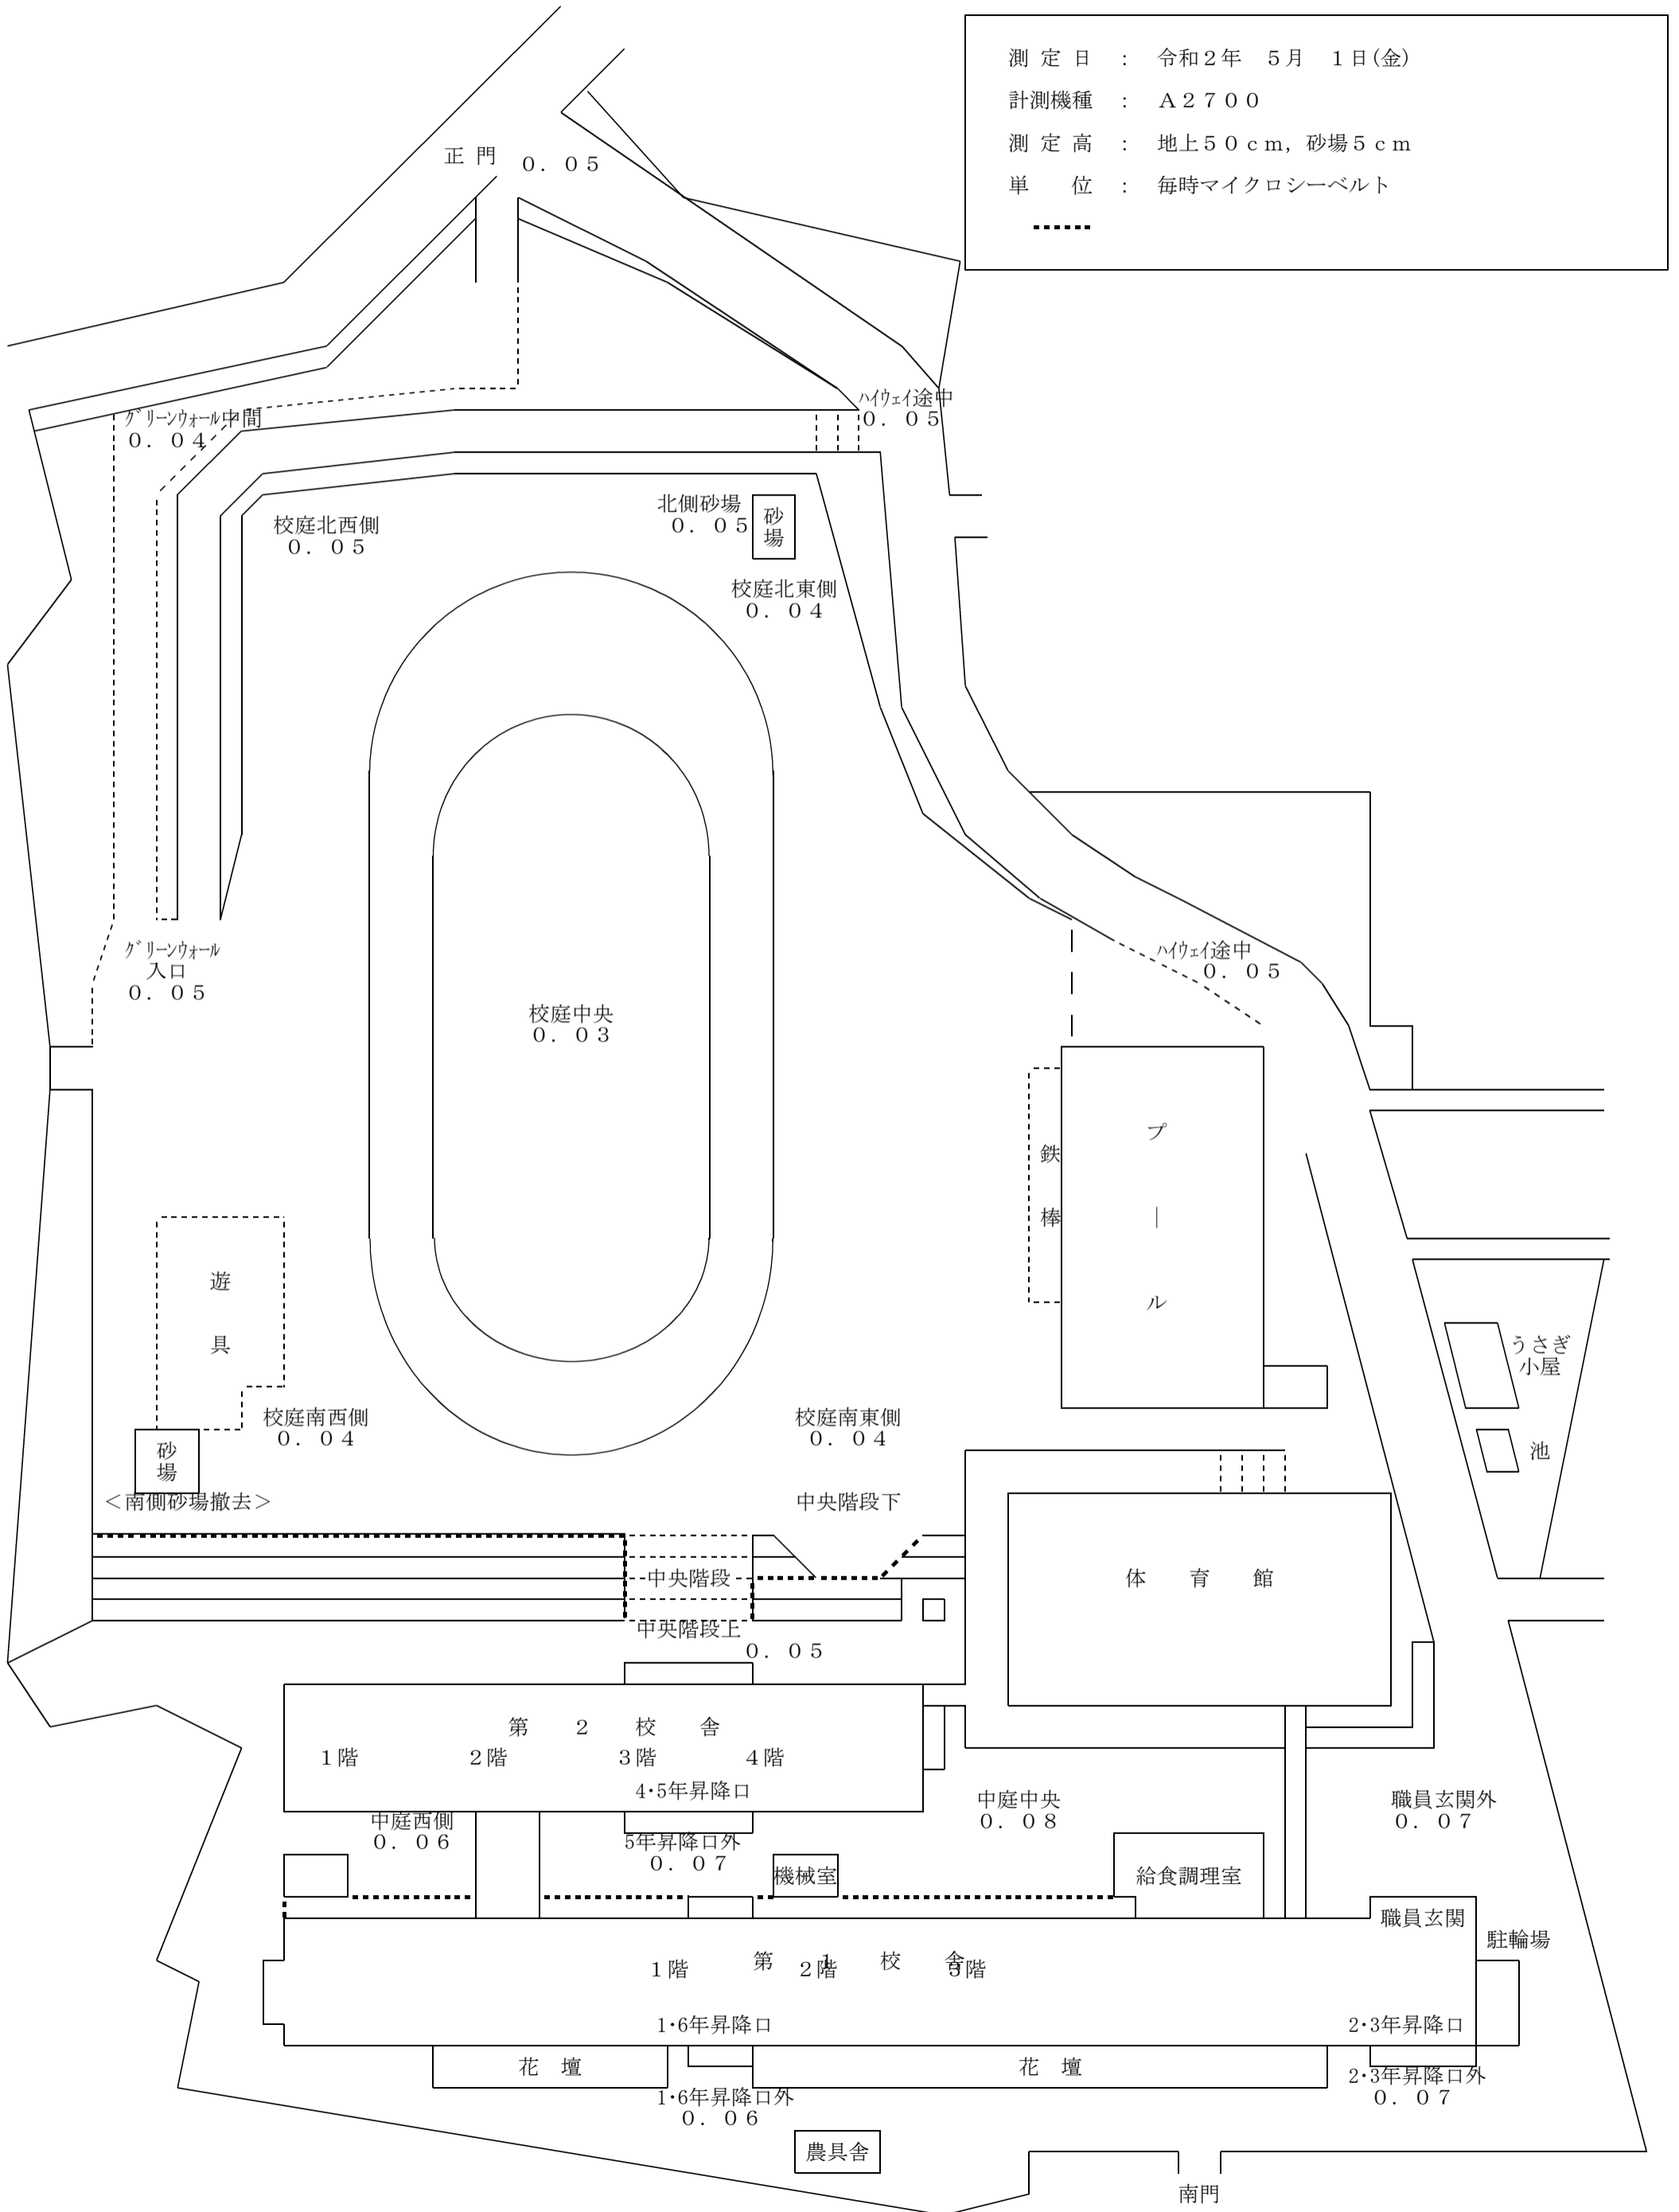 測 定 日 ： 令和２年　５月　１日(金)
計測機種 ： Ａ２７００
測 定 高 ： 地上５０ｃｍ，砂場５ｃｍ
単　　位 ： 毎時マイクロシーベルト
正 門
０．０５
ｸﾞﾘｰﾝｳｫｰﾙ中間
０．０４
ﾊｲｳｪｲ途中
０．０５
校庭北西側
０．０５
北側砂場
０．０５
砂
場
校庭北東側
０．０４
ｸﾞﾘｰﾝｳｫｰﾙ
入口
０．０５
ﾊｲｳｪｲ途中
０．０５
校庭中央
０．０３
鉄
棒
プ
｜
ル
遊
具
うさぎ
小屋
池
校庭南西側
０．０４
校庭南東側
０．０４
砂
場
＜南側砂場撤去＞
中央階段下
中央階段
中央階段上
０．０５
体　育　館
第　２　校　舎
１階　２階　３階　４階
4･5年昇降口
中庭西側
０．０６
5年昇降口外
０．０７
中庭中央
０．０８
職員玄関外
０．０７
機械室
給食調理室
職員玄関
駐輪場
第　１　校　舎
１階　２階　３階
1･6年昇降口
2･3年昇降口
花　壇
花　壇
1･6年昇降口外
０．０６
2･3年昇降口外
０．０７
農具舎
南門